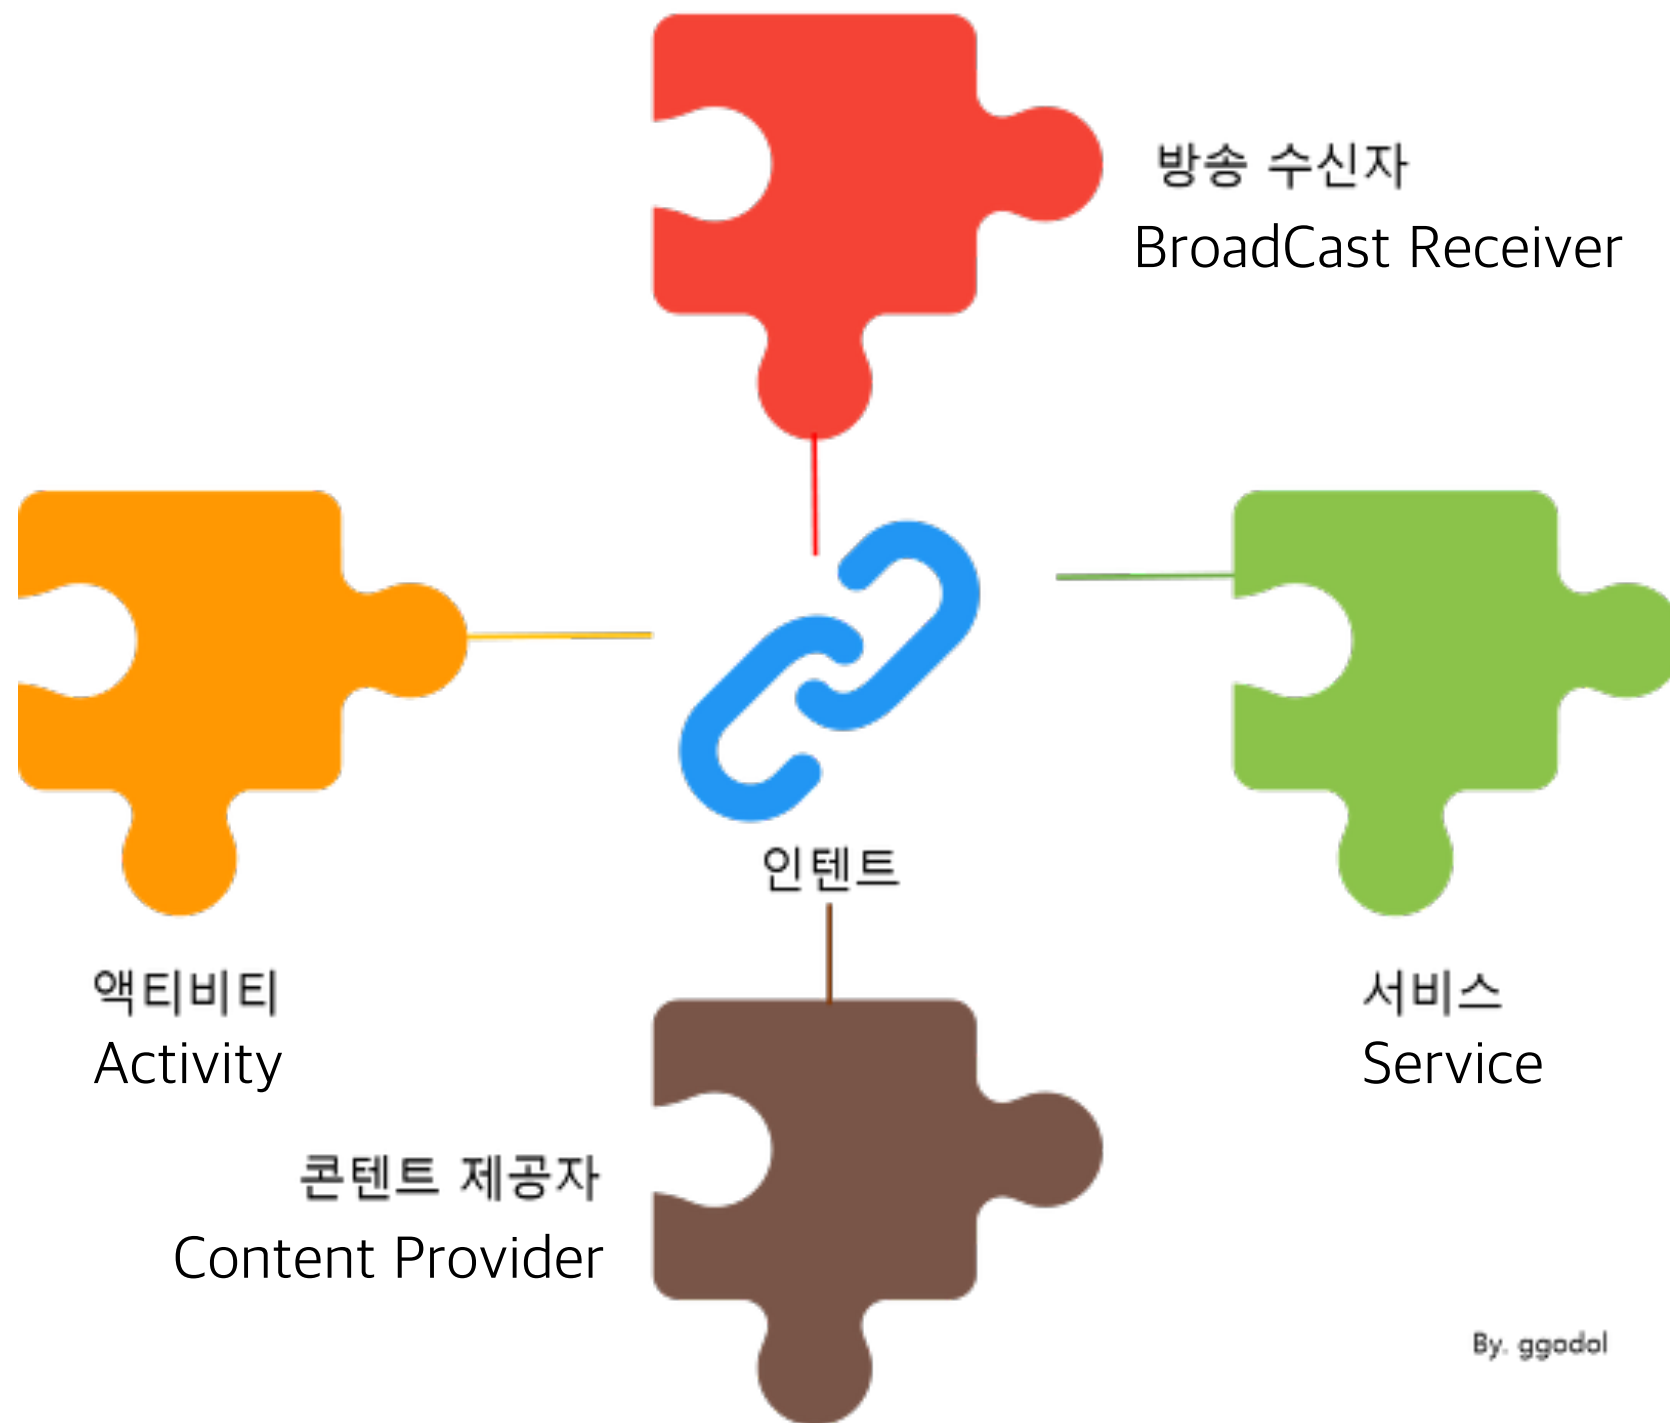 방송 수신자
BroadCast Receiver
인텐트
액티비티
Activity
서비스
Service
콘텐트 제공자
Content Provider
By. ggodol